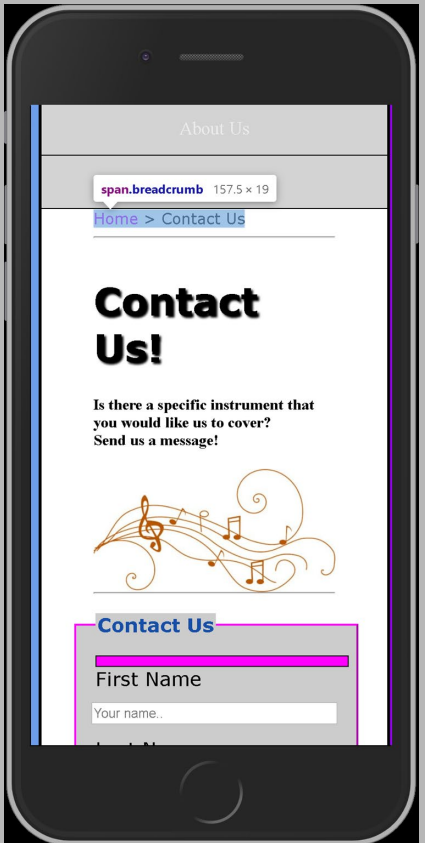 About Us
span.breadcrumb 157.5 × 19
Home > Contact Us
Contact
Us!
Is there a specific instrument that
you would like us to cover?
Send us a message!
Contact Us
First Name
Your name..